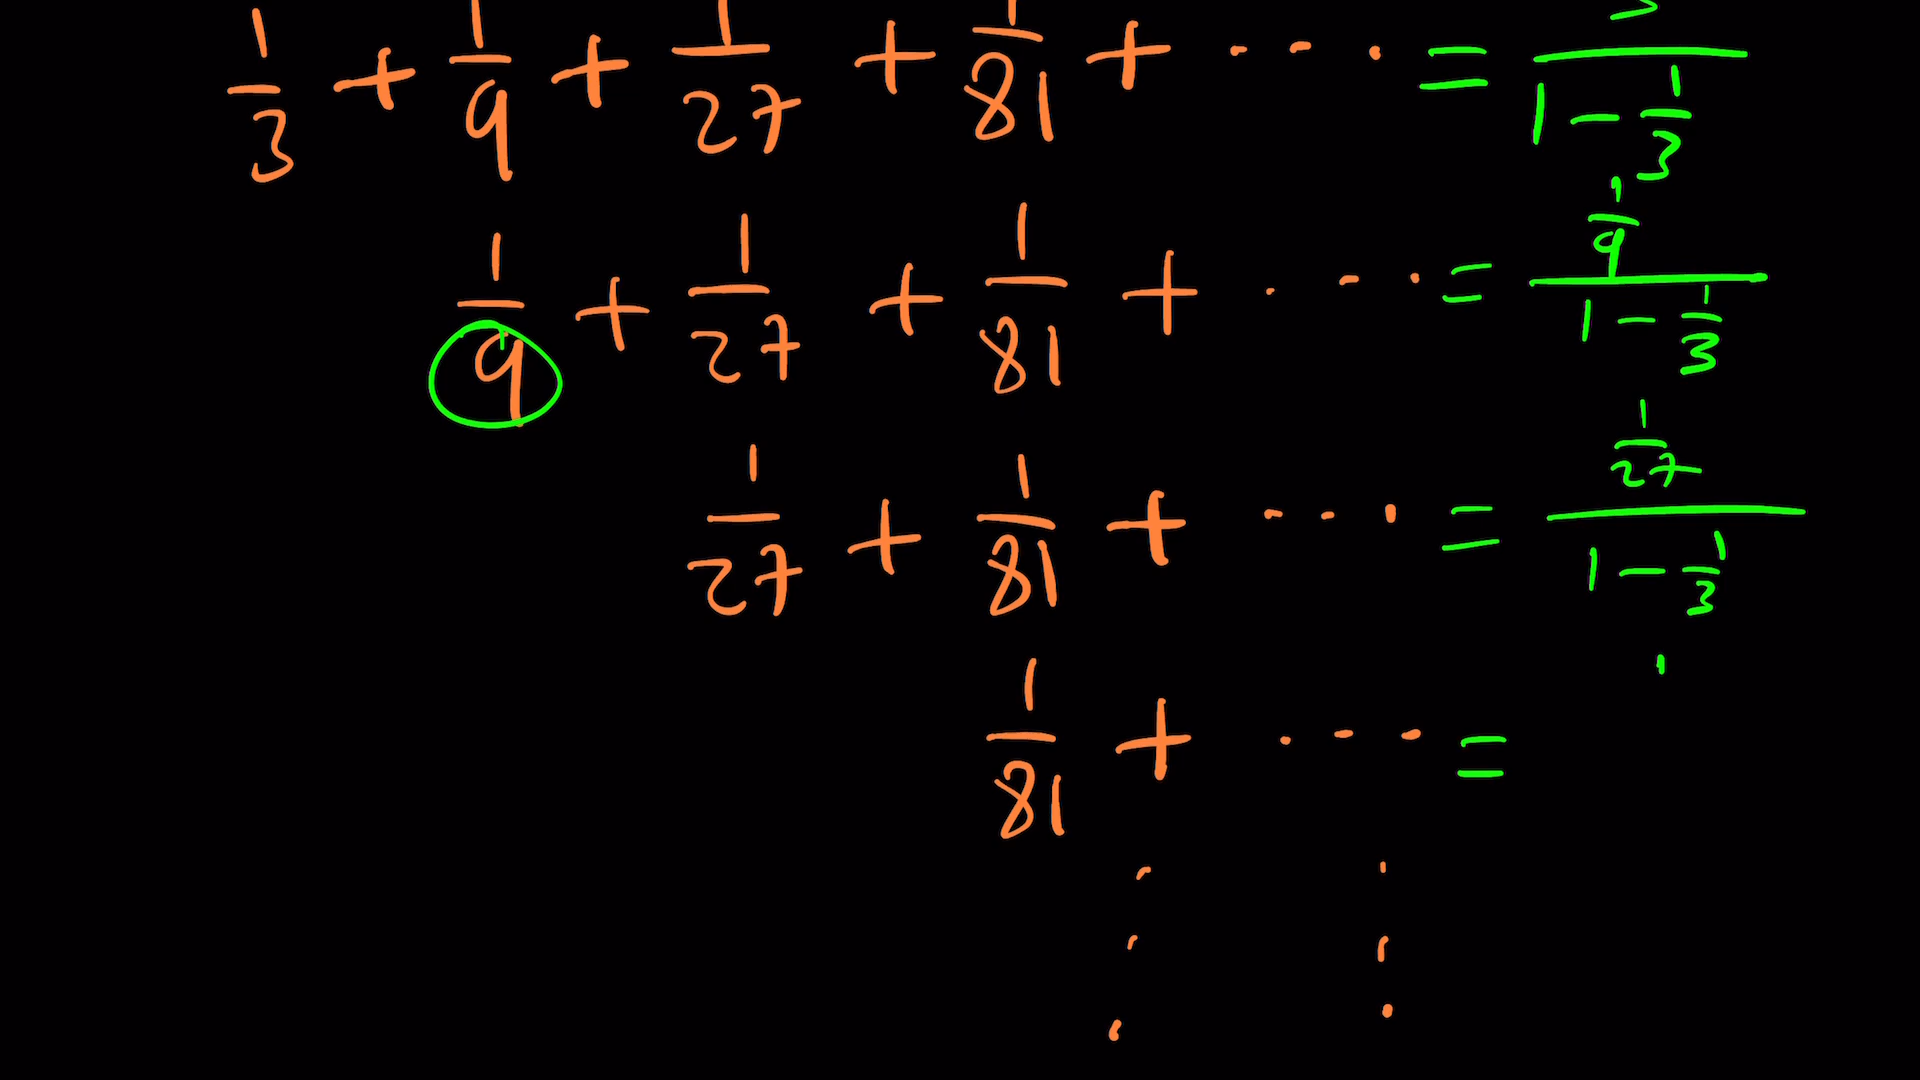 1/3 + 1/9 + 1/27 + 1/81 + · · · = 3/(1 - 1/3)
1/9 + 1/27 + 1/81 + · · · = (1/9)/(1 - 1/3)
1/27 + 1/81 + · · · = (1/27)/(1 - 1/3)
1/81 + · · · =